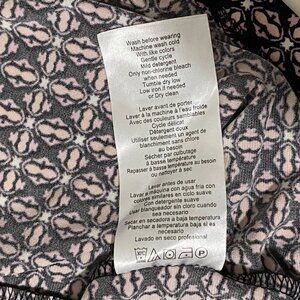 Wash before wearing
Machine wash cold
With like colors
Gentle cycle
Mild detergent
Only non-chlorine bleach
when needed
Tumble dry low
Low iron if needed
or Dry clean
Laver avant de porter
Laver à la machine à l'eau froide
Avec des couleurs semblables
Cycle délicat
Détergent doux
Utiliser seulement un agent de
blanchiment sans chlore
au besoin
Sécher par culbutage
à basse température
Repasser à basse température
au besoin
ou nettoyer à sec
Lavar antes de usar
Lavar a máquina con agua fría con
colores similares en ciclo suave
Con detergente suave
Usar blanqueador sin cloro cuando
sea necesario
Secar en secadora a baja temperatura
Planchar a temperatura baja si es
necesario
Lavado en seco profesional